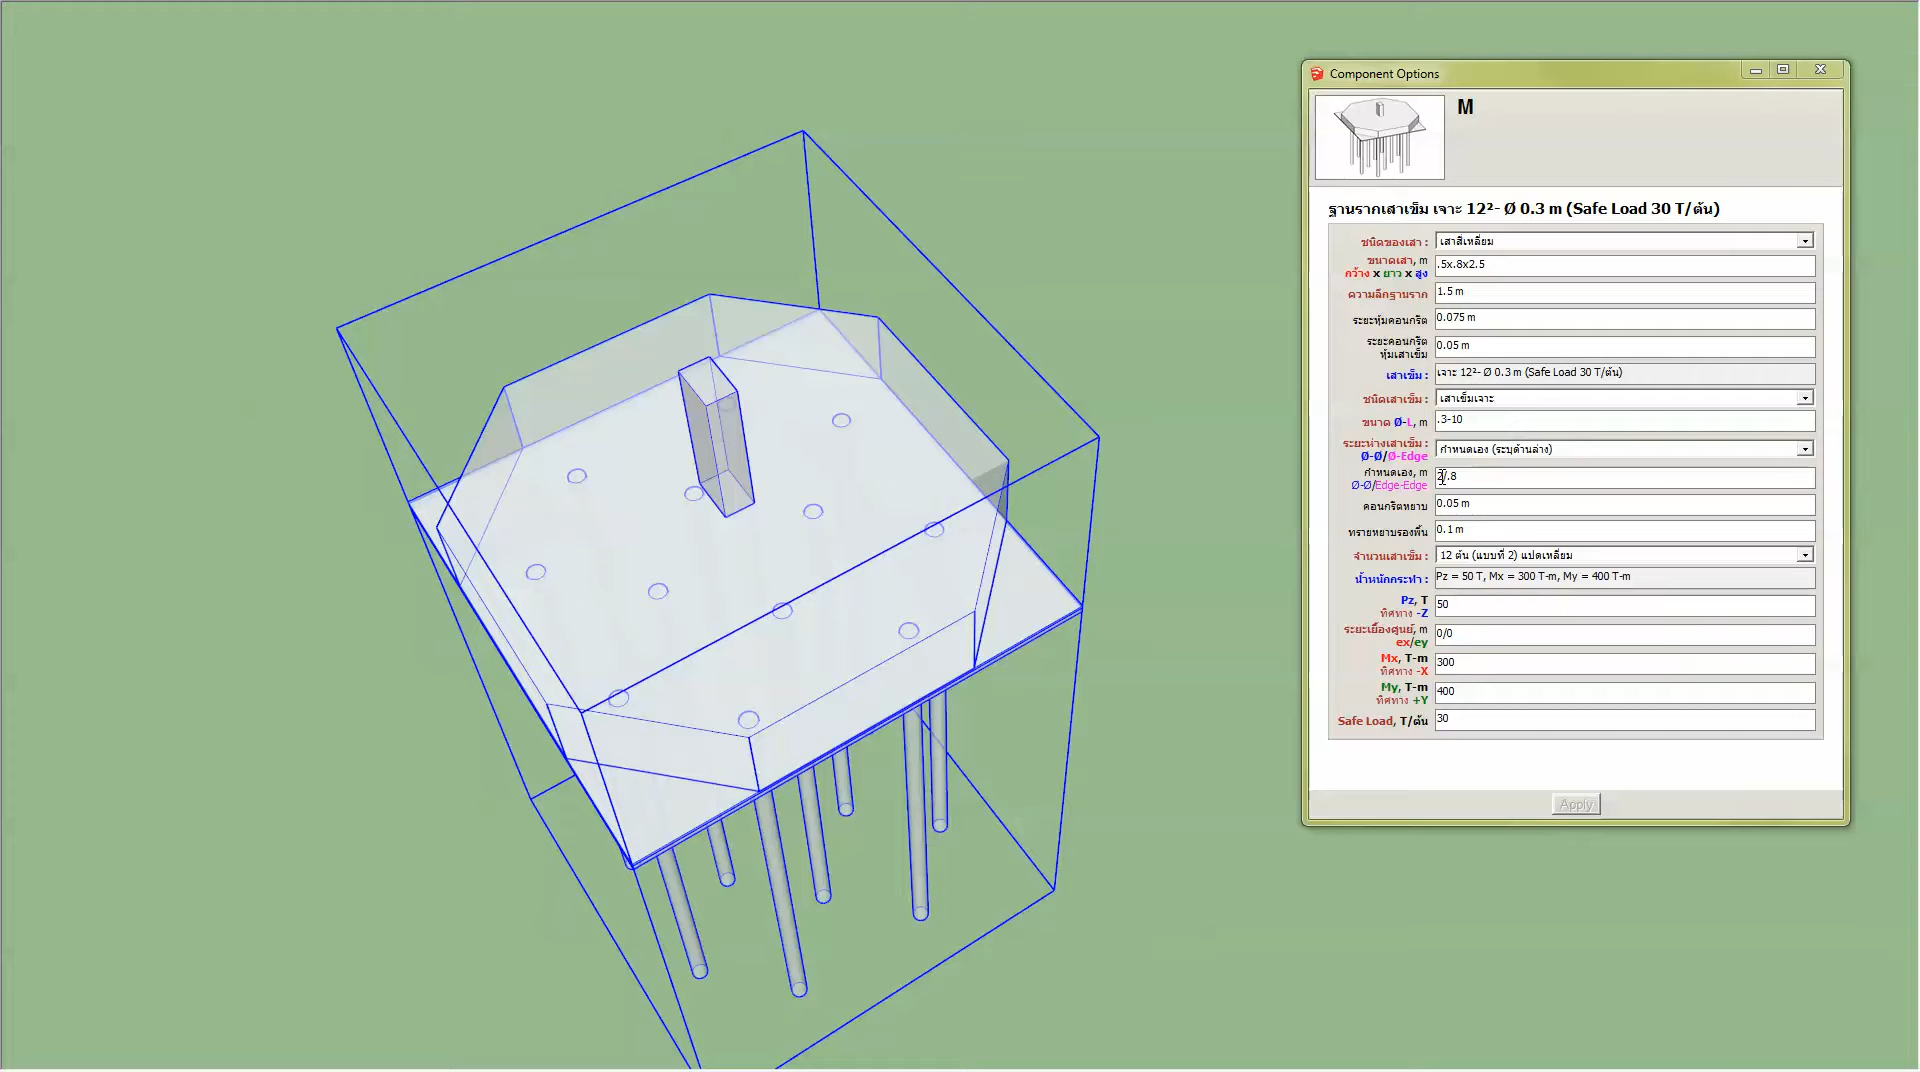 Component Options
M
ฐานรากเสาเข็ม เจาะ 12²- Ø 0.3 m (Safe Load 30 T/ต้น)
ชนิดของเสา : เสาสี่เหลี่ยม
ขนาดเสา, m
กว้าง x ยาว x สูง
.5x.8x2.5
ความลึกฐานราก 1.5 m
ระยะหุ้มคอนกรีต 0.075 m
ระยะคอนกรีต
หุ้มเสาเข็ม
0.05 m
เสาเข็ม : เจาะ 12²- Ø 0.3 m (Safe Load 30 T/ต้น)
ชนิดเสาเข็ม : เสาเข็มเจาะ
ขนาด Ø-L, m .3-10
ระยะห่างเสาเข็ม :
Ø-Ø/Ø-Edge
กำหนดเอง (ระบุด้านล่าง)
กำหนดเอง, m
Ø-Ø/Edge-Edge
2/.8
คอนกรีตหยาบ 0.05 m
ทรายหยาบรองพื้น 0.1 m
จำนวนเสาเข็ม : 12 ต้น (แบบที่ 2) แปดเหลี่ยม
น้ำหนักกระทำ : Pz = 50 T, Mx = 300 T-m, My = 400 T-m
Pz, T
ทิศทาง -Z
50
ระยะเยื้องศูนย์, m
ex/ey
0/0
Mx, T-m
ทิศทาง -X
300
My, T-m
ทิศทาง +Y
400
Safe Load, T/ต้น 30
Apply